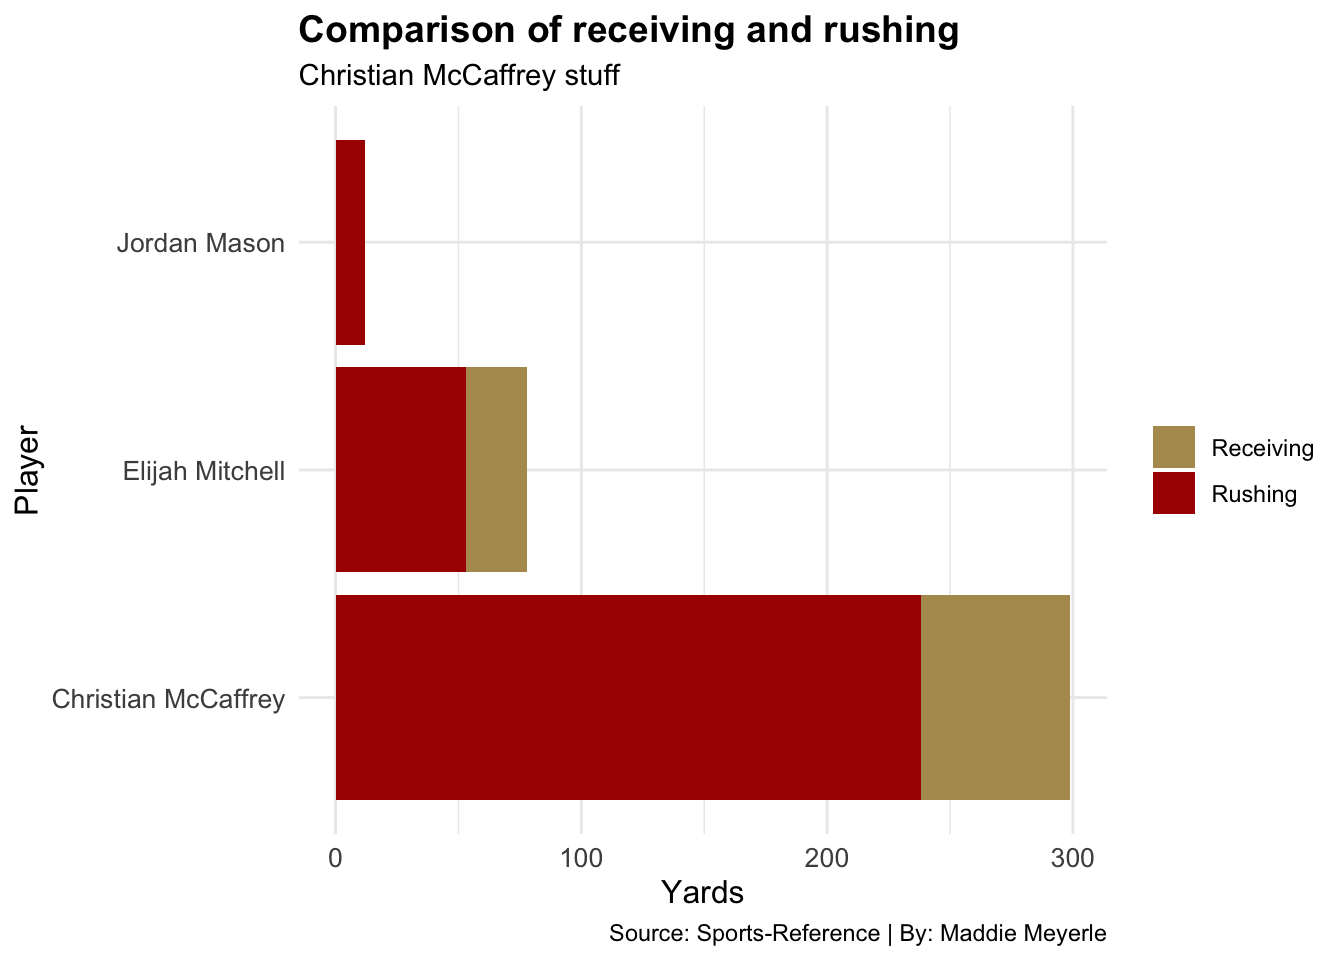 Comparison of receiving and rushing
Christian McCaffrey stuff
Player
Jordan Mason
Elijah Mitchell
Christian McCaffrey
Receiving
Rushing
0 100 200 300
Yards
Source: Sports-Reference | By: Maddie Meyerle